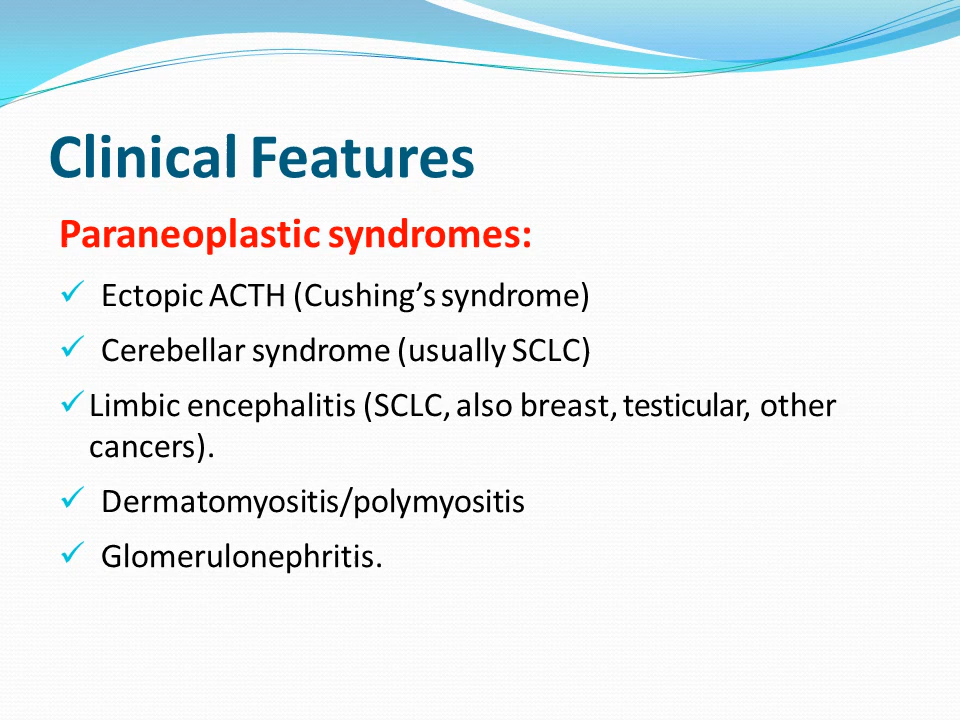 Clinical Features
Paraneoplastic syndromes:
✓ Ectopic ACTH (Cushing’s syndrome)
✓ Cerebellar syndrome (usually SCLC)
✓ Limbic encephalitis (SCLC, also breast, testicular, other
cancers).
✓ Dermatomyositis/polymyositis
✓ Glomerulonephritis.